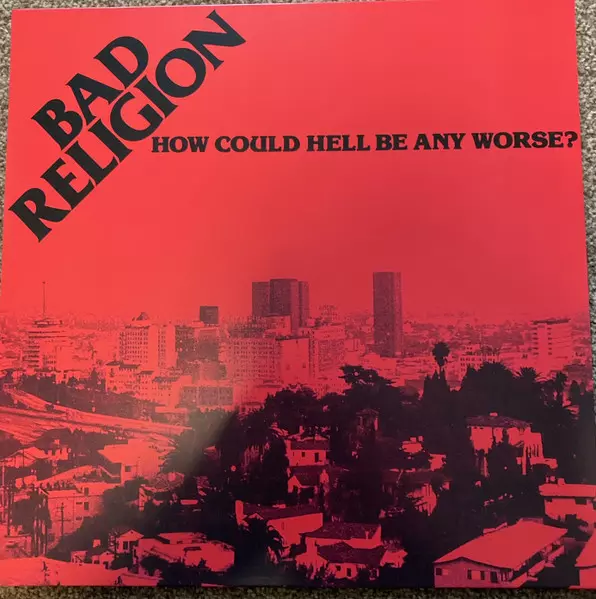 BAD
RELIGION
HOW COULD HELL BE ANY WORSE?